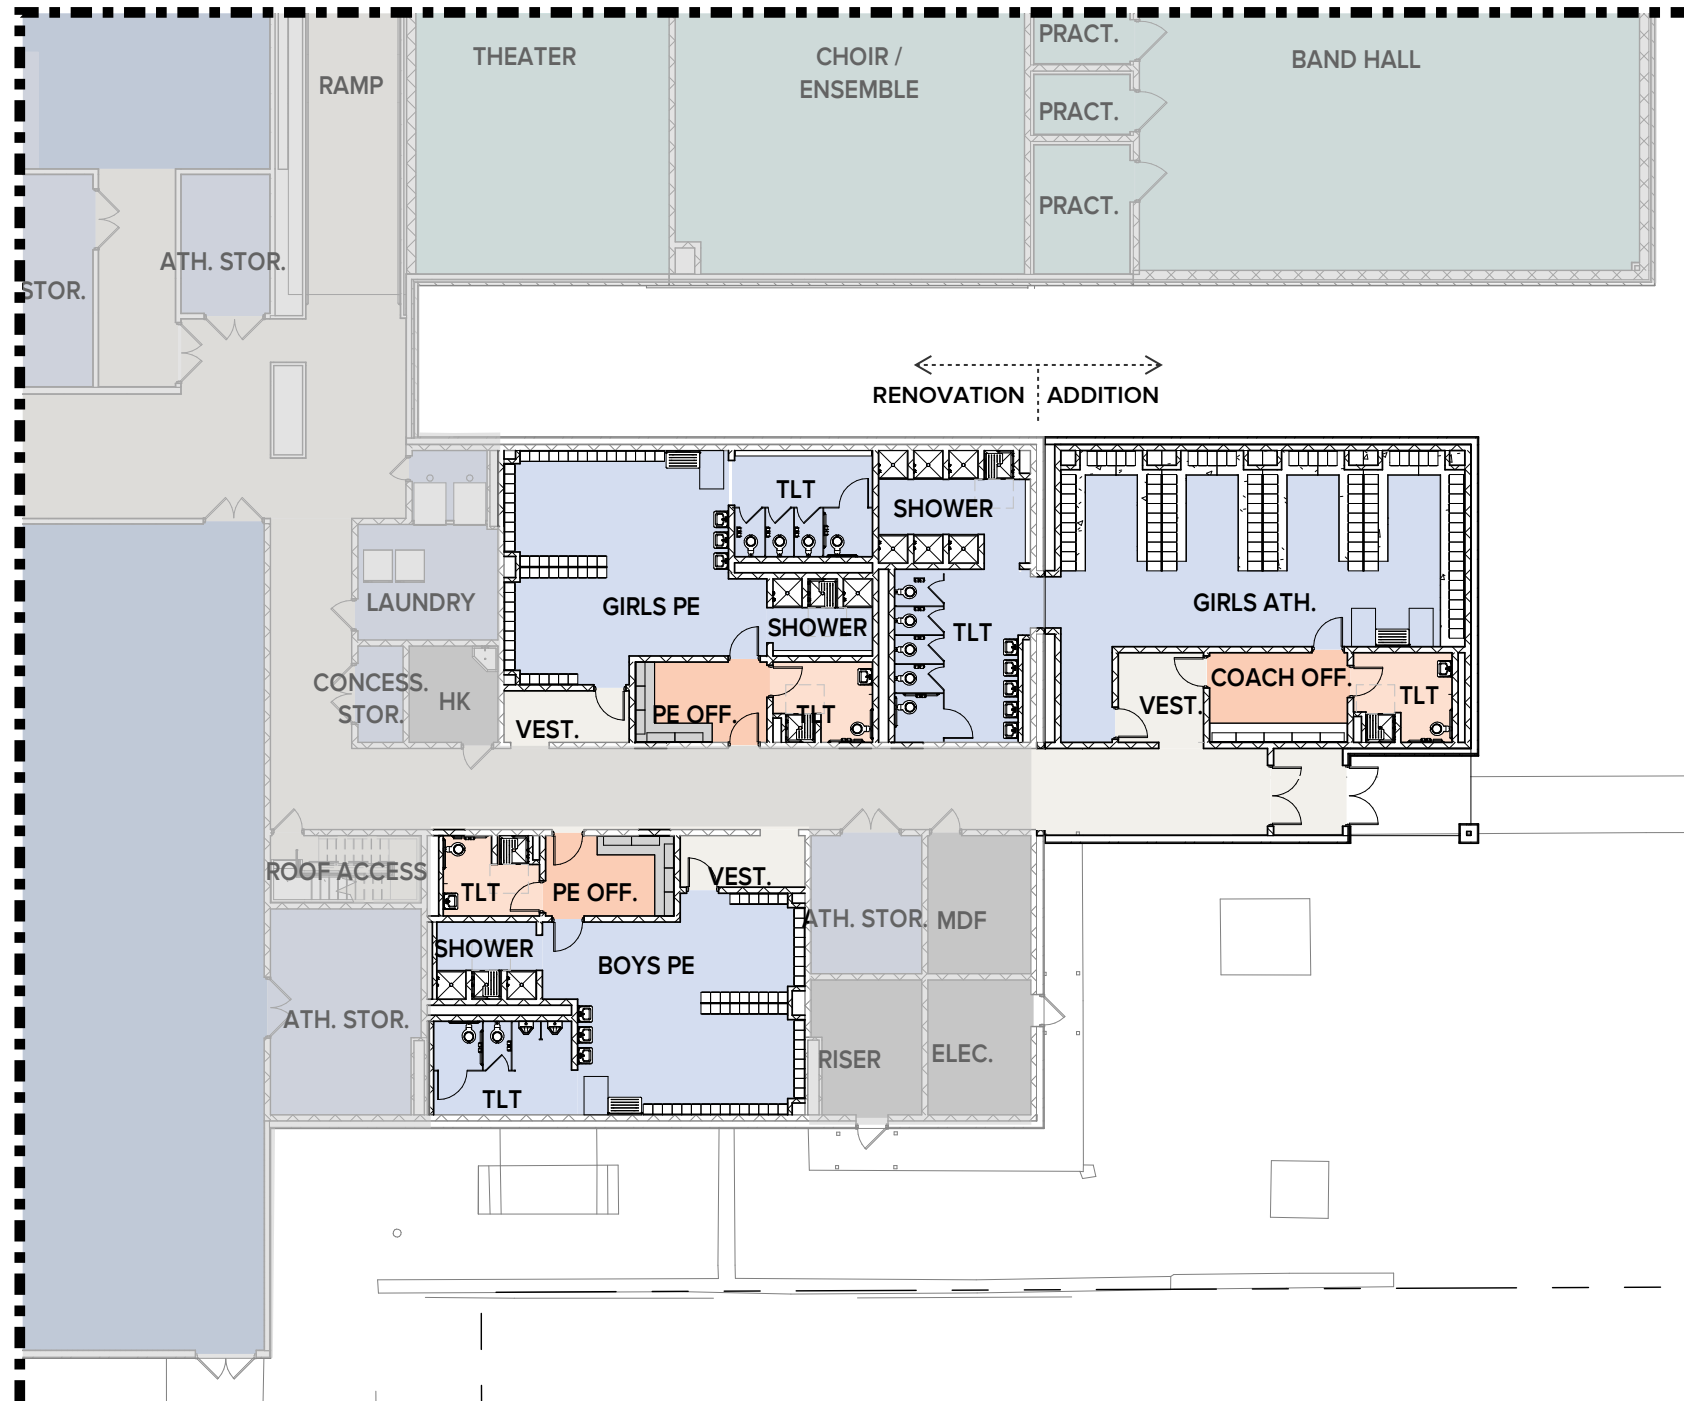 THEATER
CHOIR /
ENSEMBLE
PRACT.
BAND HALL
RAMP
PRACT.
PRACT.
ATH. STOR.
STOR.
RENOVATION
ADDITION
TLT
SHOWER
LAUNDRY
GIRLS PE
SHOWER
TLT
GIRLS ATH.
CONCESS.
STOR.
HK
VEST.
PE OFF.
TLT
VEST.
COACH OFF.
TLT
ROOF ACCESS
TLT
PE OFF.
VEST.
ATH. STOR.
MDF
SHOWER
BOYS PE
ATH. STOR.
RISER
ELEC.
TLT